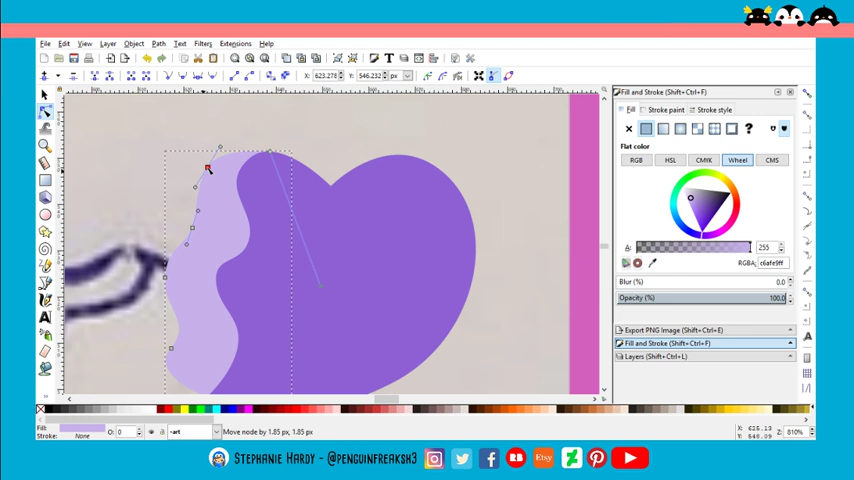 File Edit View Layer Object Path Text Filters Extensions Help
X: 623.278 Y: 546.232 px
Fill and Stroke (Shift+Ctrl+F)
Fill Stroke paint Stroke style
?
Flat color
RGB HSL CMYK Wheel CMS
A: 255
RGBA: c6afe9ff
Blur (%) 0.0
Opacity (%) 100.0
Export PNG Image (Shift+Ctrl+E)
Fill and Stroke (Shift+Ctrl+F)
Layers (Shift+Ctrl+L)
Fill: O: 0 -art Move node by 1.85 px, 1.85 px. X: 625.13 Z: 810%
Stroke: None Y: 548.09
Stephanie Hardy - @penguinfreaksh3 Etsy